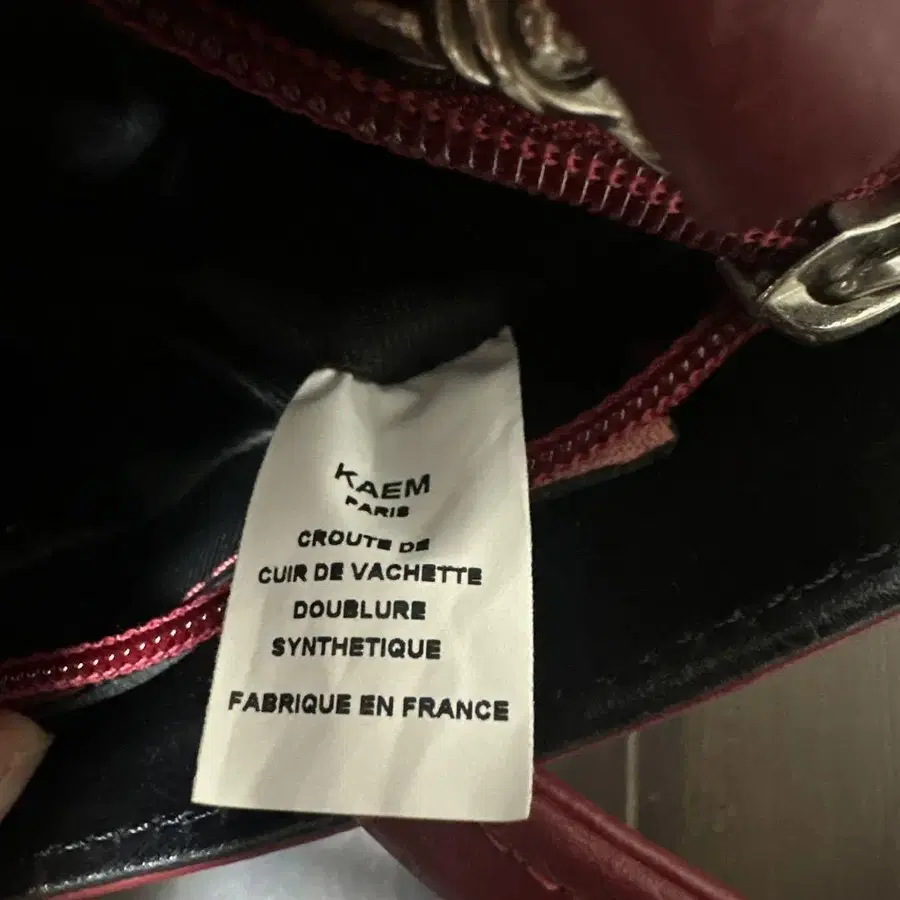 KAEM
PARIS
CROUTE DE
CUIR DE VACHETTE
DOUBLURE
SYNTHETIQUE
FABRIQUE EN FRANCE